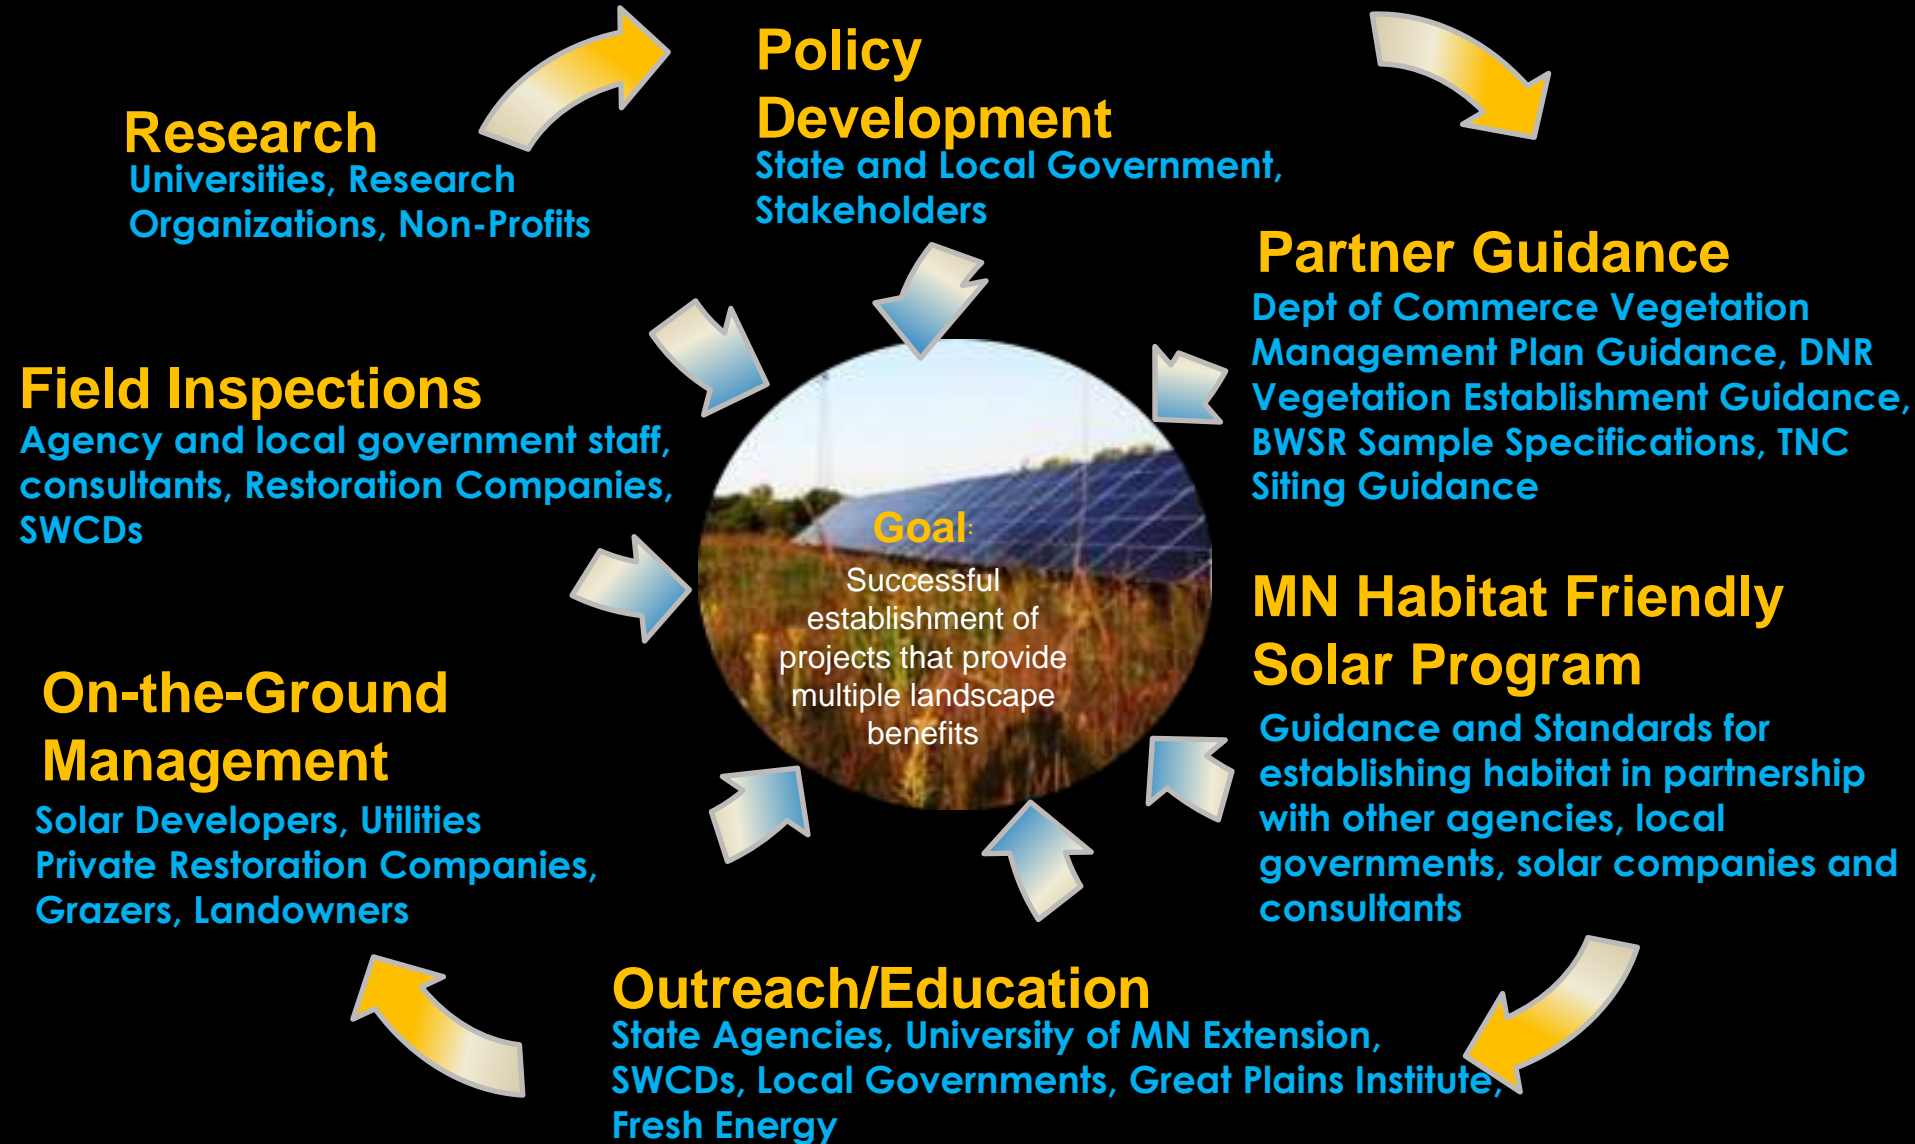 Policy
Development
State and Local Government,
Stakeholders
Research
Universities, Research
Organizations, Non-Profits
Partner Guidance
Dept of Commerce Vegetation
Management Plan Guidance, DNR
Vegetation Establishment Guidance,
BWSR Sample Specifications, TNC
Siting Guidance
Field Inspections
Agency and local government staff,
consultants, Restoration Companies,
SWCDs
Goal:
Successful
establishment of
projects that provide
multiple landscape
benefits
MN Habitat Friendly
Solar Program
Guidance and Standards for
establishing habitat in partnership
with other agencies, local
governments, solar companies and
consultants
On-the-Ground
Management
Solar Developers, Utilities
Private Restoration Companies,
Grazers, Landowners
Outreach/Education
State Agencies, University of MN Extension,
SWCDs, Local Governments, Great Plains Institute,
Fresh Energy